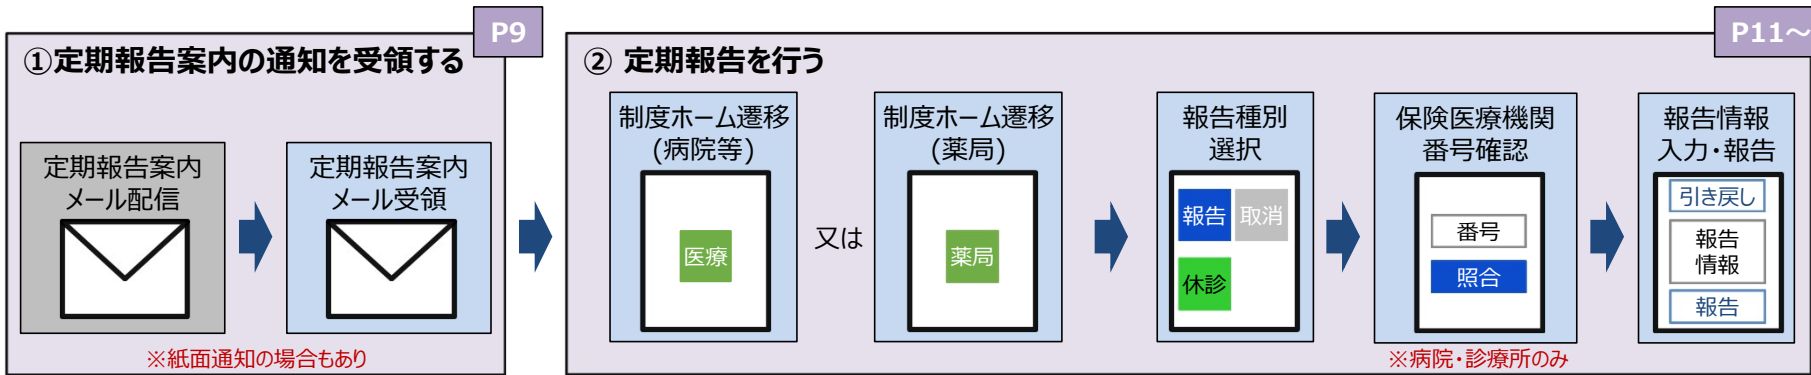 P9
①定期報告案内の通知を受領する
定期報告案内
メール配信
定期報告案内
メール受領
※紙面通知の場合もあり
P11～
② 定期報告を行う
制度ホーム遷移
(病院等)
医療
又は
制度ホーム遷移
(薬局)
薬局
報告種別
選択
報告 取消
休診
保険医療機関
番号確認
番号
照合
※病院・診療所のみ
報告情報
入力・報告
引き戻し
報告
情報
報告